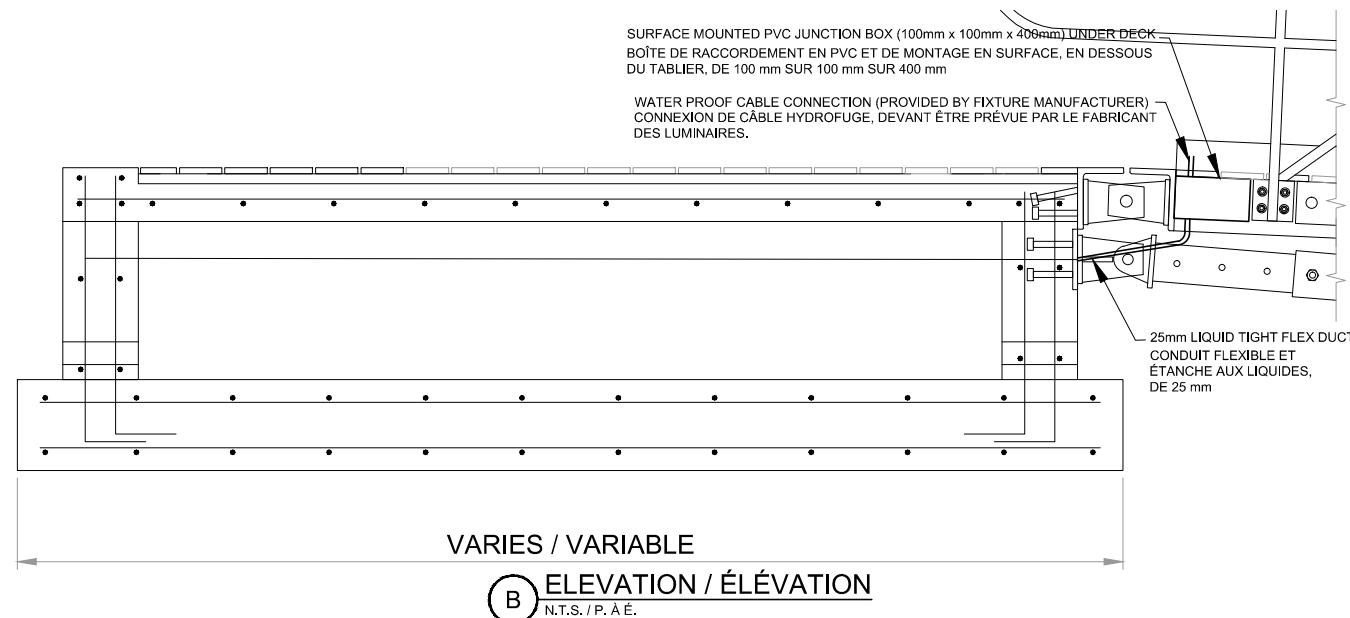 SURFACE MOUNTED PVC JUNCTION BOX (100mm x 100mm x 400mm) UNDER DECK
BOÎTE DE RACCORDEMENT EN PVC ET DE MONTAGE EN SURFACE, EN DESSOUS
DU TABLIER, DE 100 mm SUR 100 mm SUR 400 mm
WATER PROOF CABLE CONNECTION (PROVIDED BY FIXTURE MANUFACTURER)
CONNEXION DE CÂBLE HYDROFUGE, DEVANT ÊTRE PRÉVUE PAR LE FABRICANT
DES LUMINAIRES.
25mm LIQUID TIGHT FLEX DUCT
CONDUIT FLEXIBLE ET
ÉTANCHE AUX LIQUIDES,
DE 25 mm
VARIES / VARIABLE
B ELEVATION / ÉLÉVATION
N.T.S. / P. À É.